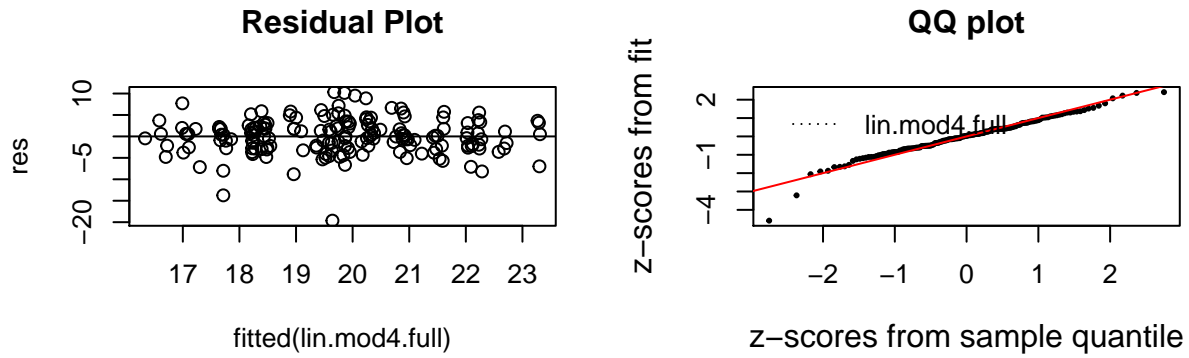 Residual Plot
res
10
−5
−20
17 18 19 20 21 22 23
fitted(lin.mod4.full)
QQ plot
z−scores from fit
2
−1
−4
lin.mod4.full
−2 −1 0 1 2
z−scores from sample quantile